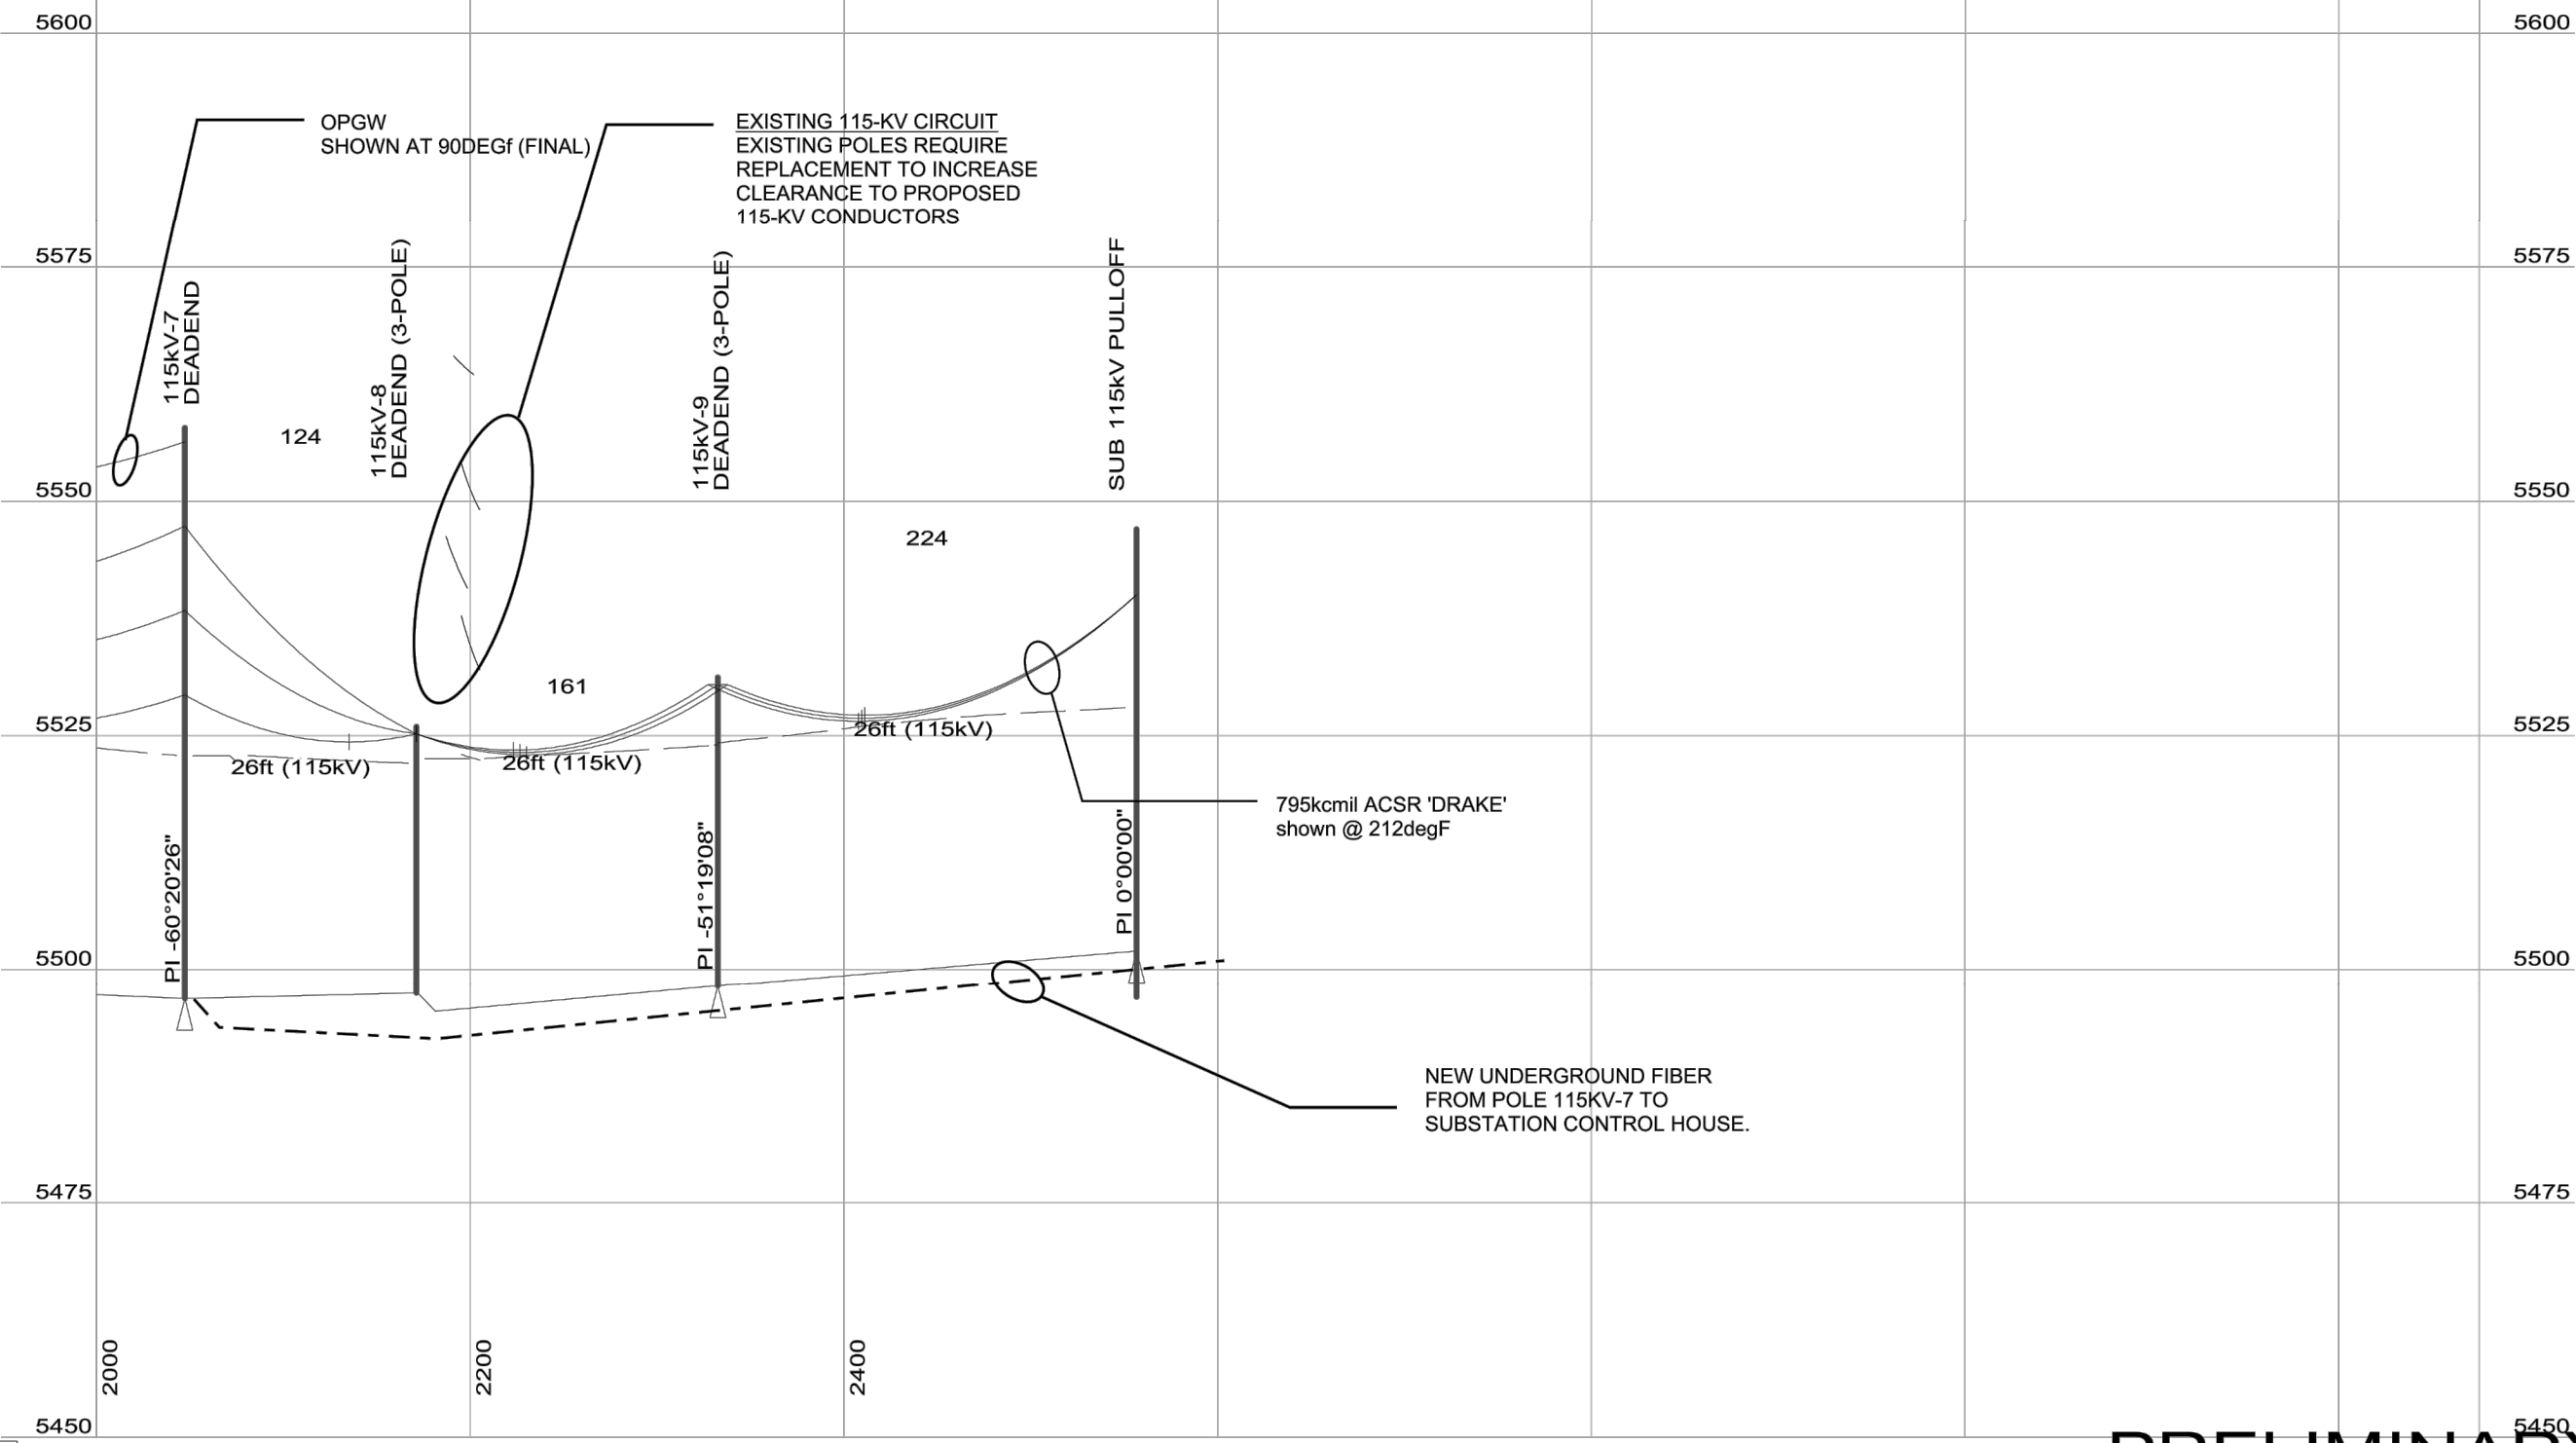 5600
5600
OPGW
SHOWN AT 90DEGf (FINAL)
EXISTING 115-KV CIRCUIT
EXISTING POLES REQUIRE
REPLACEMENT TO INCREASE
CLEARANCE TO PROPOSED
115-KV CONDUCTORS
5575
5575
115kV-7
DEADEND
115kV-8
DEADEND (3-POLE)
115kV-9
DEADEND (3-POLE)
SUB 115kV PULLOFF
124
5550
5550
224
161
5525
5525
26ft (115kV)
26ft (115kV)
26ft (115kV)
795kcmil ACSR 'DRAKE'
shown @ 212degF
PI -60°20'26"
PI -51°19'08"
PI 0°00'00"
5500
5500
NEW UNDERGROUND FIBER
FROM POLE 115KV-7 TO
SUBSTATION CONTROL HOUSE.
5475
5475
2000
2200
2400
5450
5450
PRELIMINARY